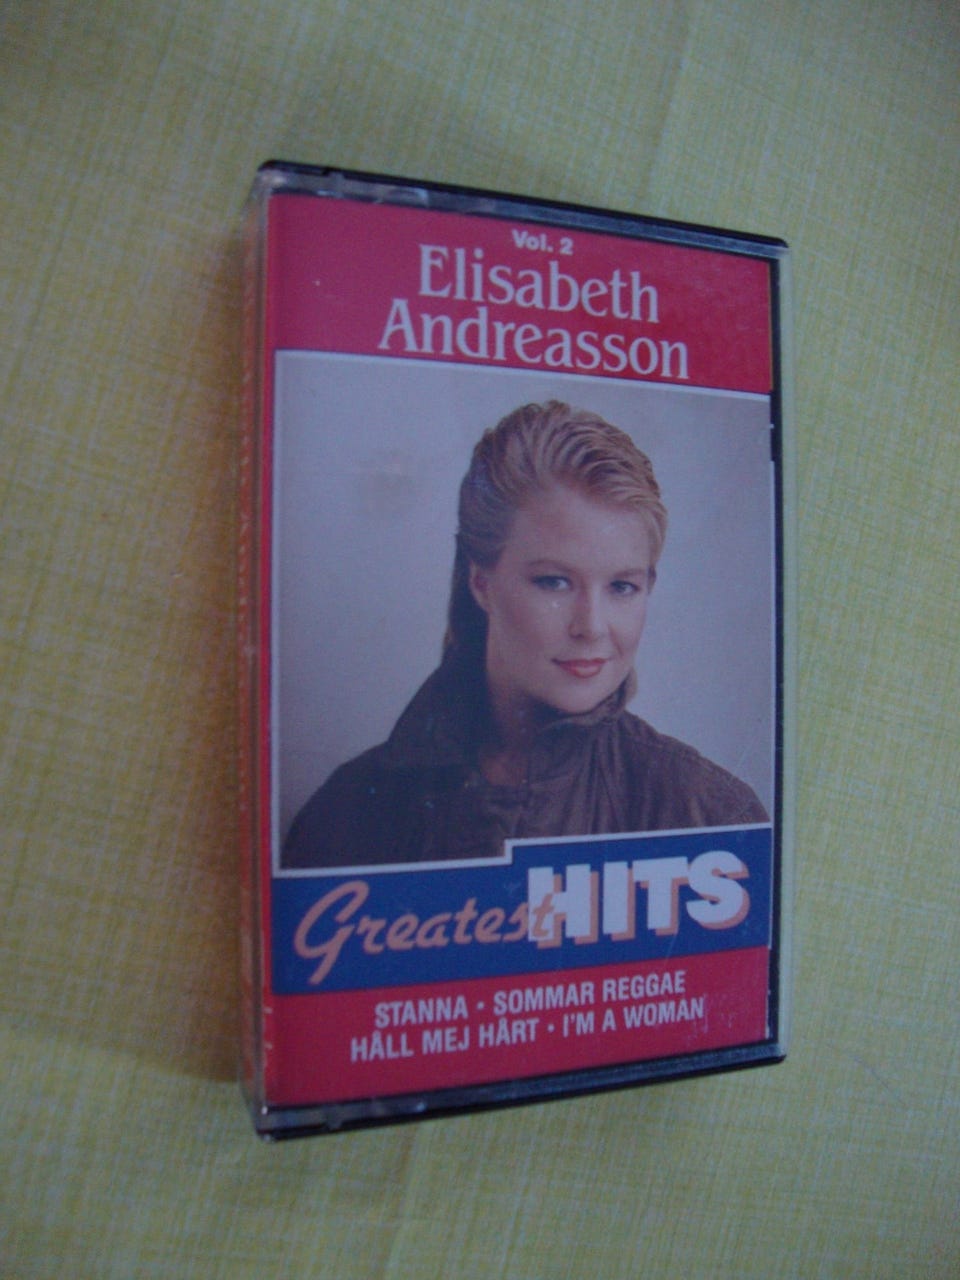 Vol. 2
Elisabeth
Andreasson
Greatest HITS
STANNA · SOMMAR REGGAE
HÅLL MEJ HÅRT · I'M A WOMAN